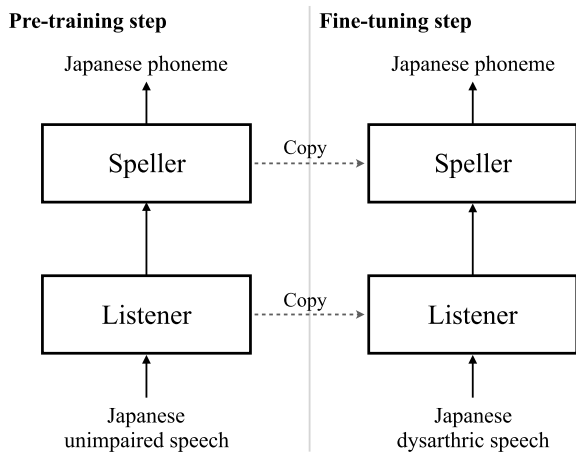 Pre-training step
Japanese phoneme
Speller
Listener
Japanese
unimpaired speech
Copy
Copy
Fine-tuning step
Japanese phoneme
Speller
Listener
Japanese
dysarthric speech